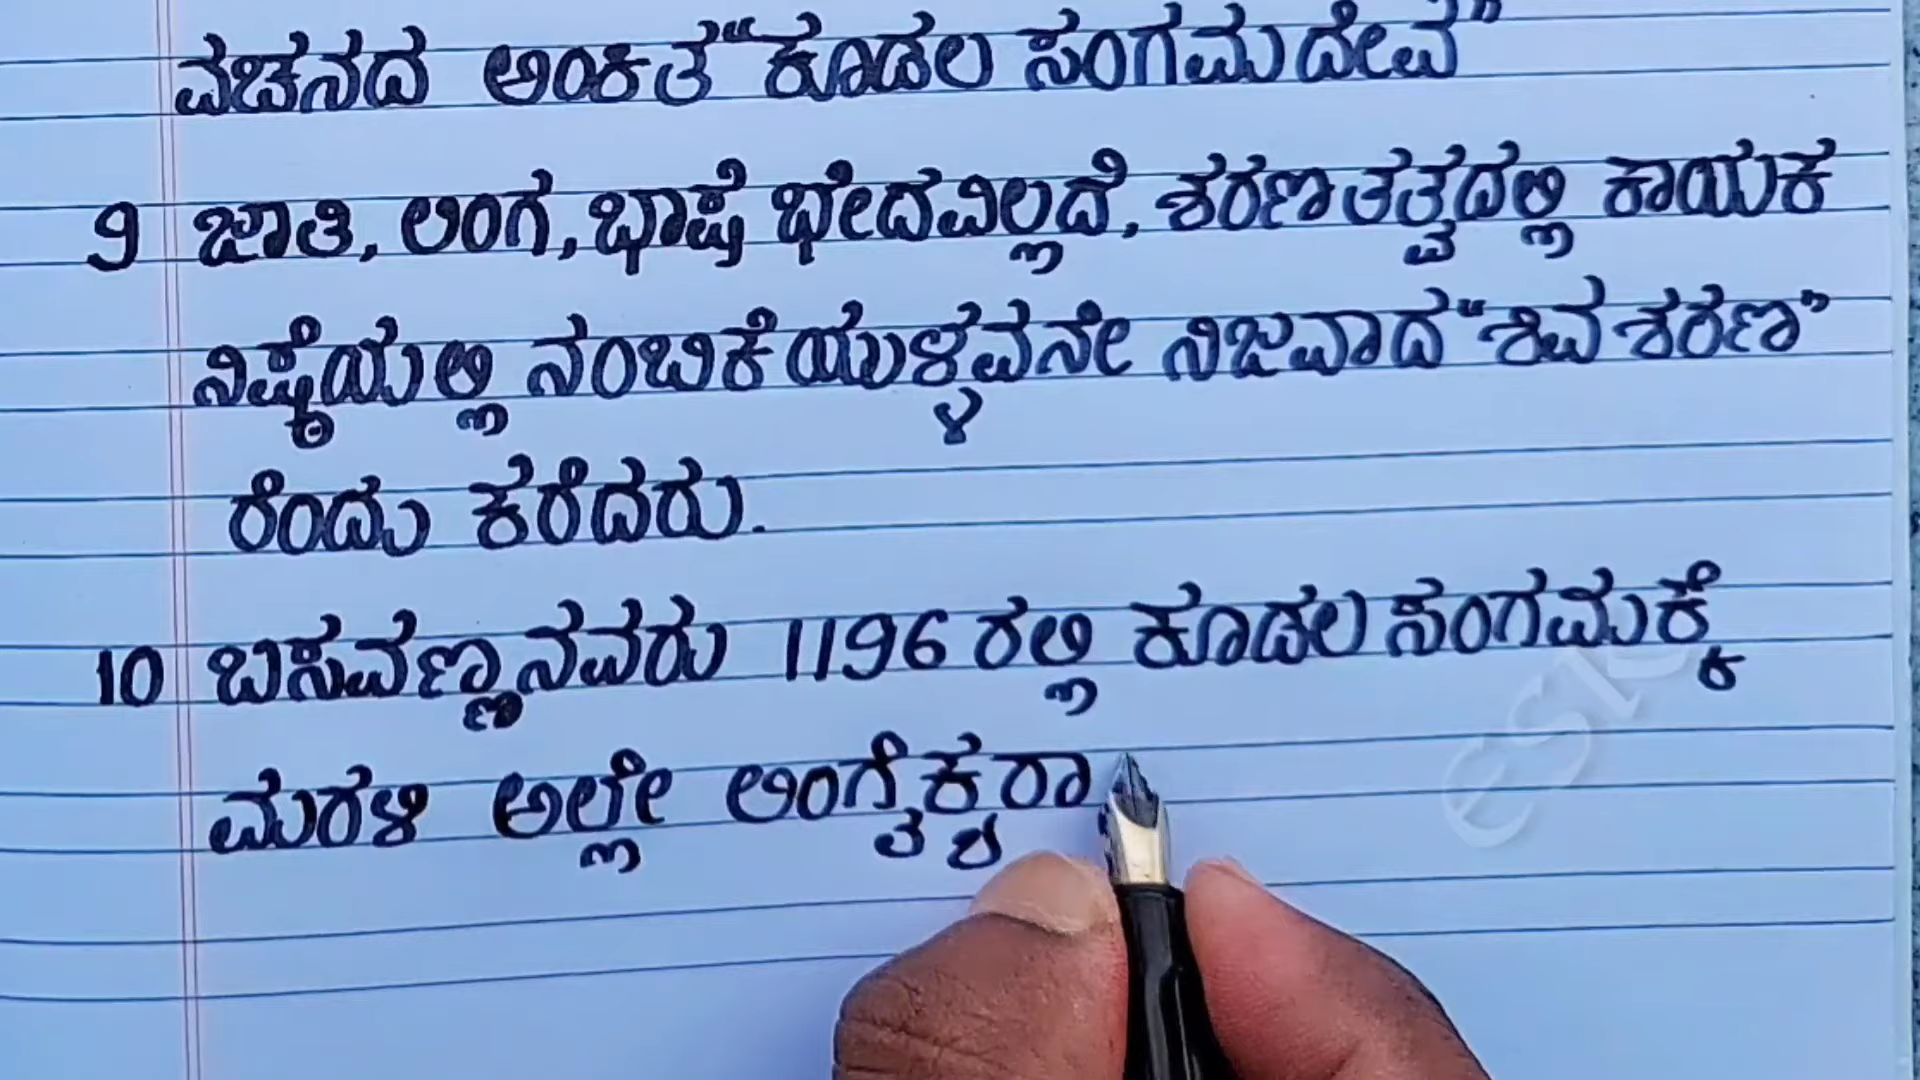 ವಚನದ ಅಂಕಿತ "ಕೂಡಲ ಸಂಗಮದೇವ"
9 ಜಾತಿ, ಲಿಂಗ, ಭಾಷೆ ಭೇದವಿಲ್ಲದೆ, ಶರಣ ತತ್ವದಲ್ಲಿ ಕಾಯಕ
ನಿಷ್ಠೆಯಲ್ಲಿ ನಂಬಿಕೆಯುಳ್ಳವನೇ ನಿಜವಾದ "ಶಿವ ಶರಣ"
ರೆಂದು ಕರೆದರು.
10 ಬಸವಣ್ಣನವರು 1196 ರಲ್ಲಿ ಕೂಡಲ ಸಂಗಮಕ್ಕೆ
ಮರಳಿ ಅಲ್ಲೇ ಲಿಂಗೈಕ್ಯರಾ